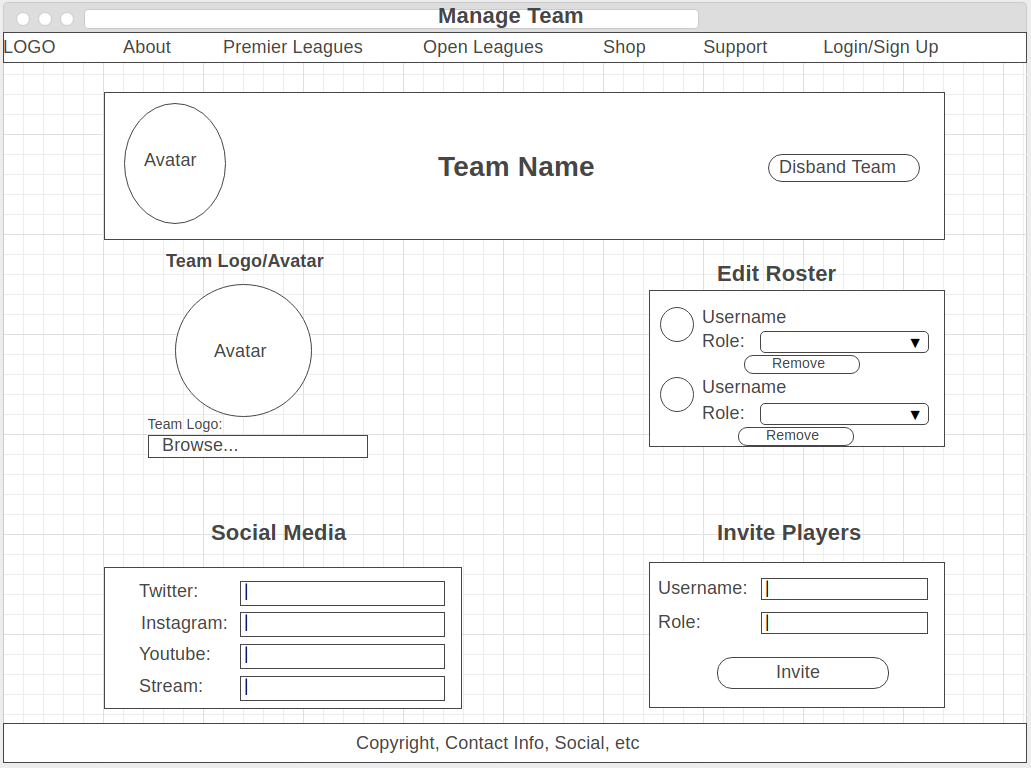 Manage Team
LOGO About Premier Leagues Open Leagues Shop Support Login/Sign Up
Avatar
Team Name
Disband Team
Team Logo/Avatar
Avatar
Team Logo:
Browse...
Edit Roster
Username
Role: ▼
Remove
Username
Role: ▼
Remove
Social Media
Twitter:
Instagram:
Youtube:
Stream:
Invite Players
Username:
Role:
Invite
Copyright, Contact Info, Social, etc